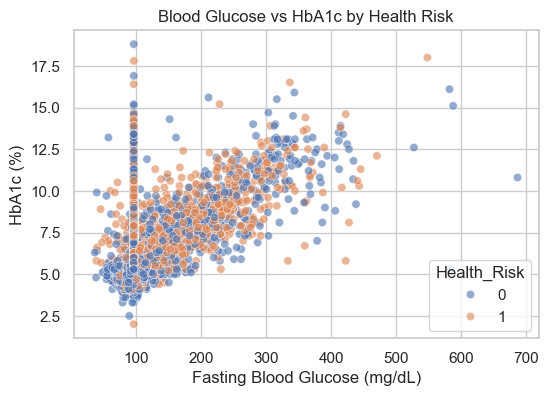 Blood Glucose vs HbA1c by Health Risk
HbA1c (%)
17.5
15.0
12.5
10.0
7.5
5.0
2.5
Health_Risk
0
1
100 200 300 400 500 600 700
Fasting Blood Glucose (mg/dL)